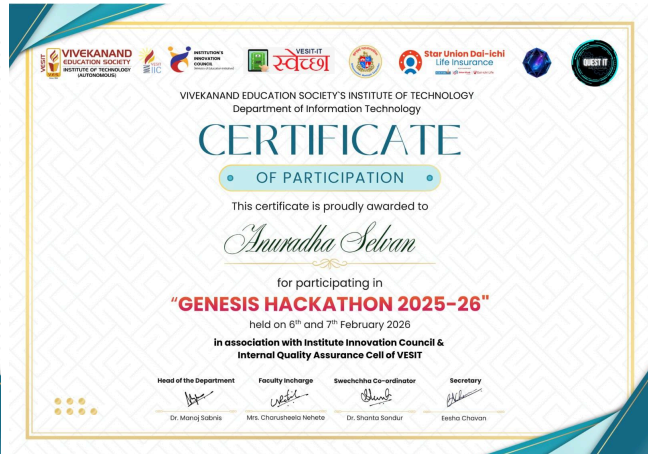 VESIT
VIVEKANAND
EDUCATION SOCIETY
INSTITUTE OF TECHNOLOGY
(AUTONOMOUS)
VESIT
IIC
INSTITUTION'S
INNOVATION
COUNCIL
VESIT-IT
स्वेच्छा
Star Union Dai-ichi
Life Insurance
QUEST IT
VIVEKANAND EDUCATION SOCIETY'S INSTITUTE OF TECHNOLOGY
Department of Information Technology
CERTIFICATE
OF PARTICIPATION
This certificate is proudly awarded to
Anuradha Selvan
for participating in
“GENESIS HACKATHON 2025-26"
held on 6th and 7th February 2026
in association with Institute Innovation Council &
Internal Quality Assurance Cell of VESIT
Head of the Department Faculty Incharge Swechchha Co-ordinator Secretary
Dr. Manoj Sabnis Mrs. Charusheela Nehete Dr. Shanta Sondur Eesha Chavan